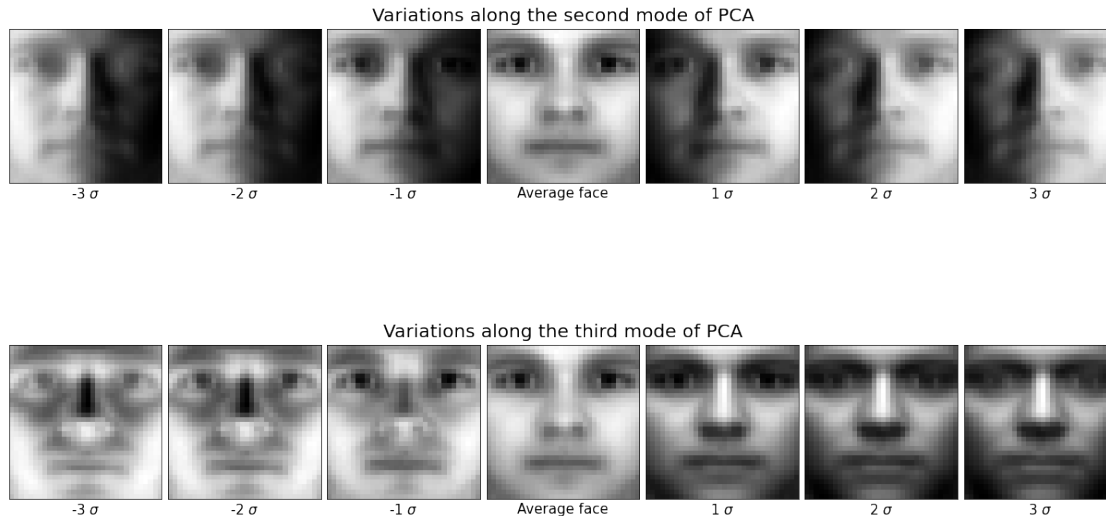 Variations along the second mode of PCA
-3 σ
-2 σ
-1 σ
Average face
1 σ
2 σ
3 σ
Variations along the third mode of PCA
-3 σ
-2 σ
-1 σ
Average face
1 σ
2 σ
3 σ